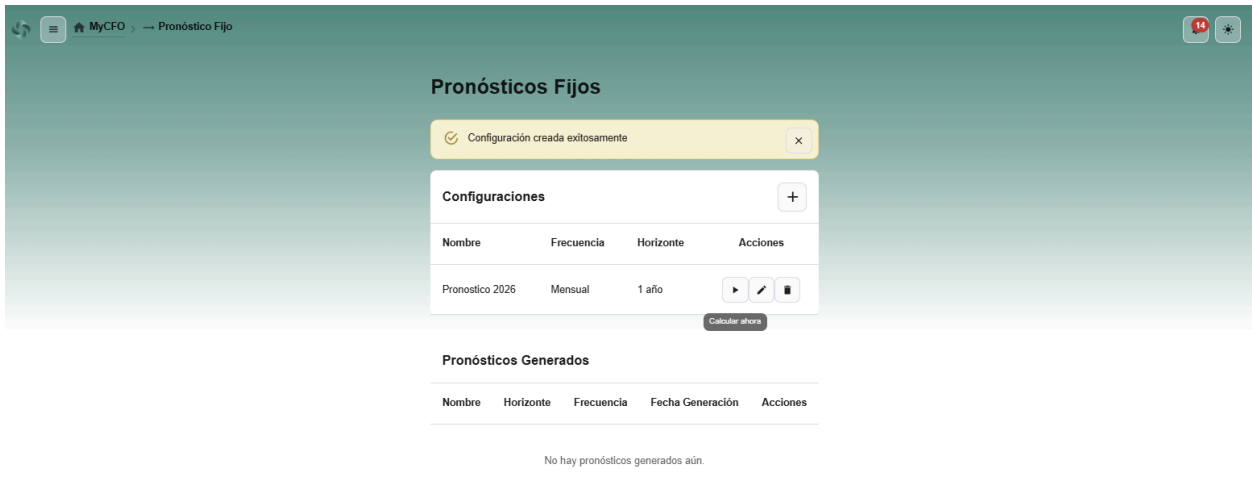 MyCFO > → Pronóstico Fijo
14
Pronósticos Fijos
Configuración creada exitosamente
Configuraciones
Nombre Frecuencia Horizonte Acciones
Pronostico 2026 Mensual 1 año
Calcular ahora
Pronósticos Generados
Nombre Horizonte Frecuencia Fecha Generación Acciones
No hay pronósticos generados aún.